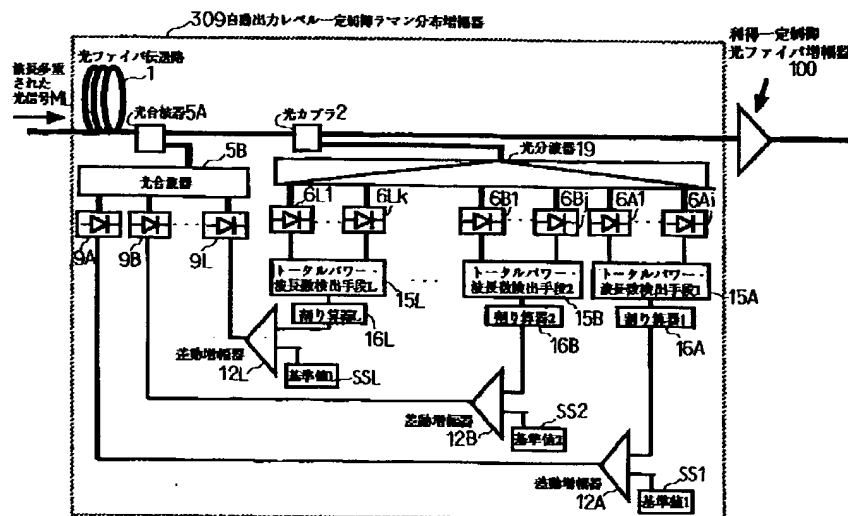 309自動出力レベル一定制御ラマン分布増幅器
波長多重
された
光信号ML
光ファイバ伝送路
1
光合波器5A
光カプラ2
利得一定制御
光ファイバ増幅器
100
5B
光合波器
光分波器19
6L1
6Lk
6B1
6Bj
6A1
6Ai
9A
9B
9L
トータルパワー・
波長数検出手段L
15L
トータルパワー・
波長数検出手段2
15B
トータルパワー・
波長数検出手段1
15A
割り算器L
16L
割り算器2
16B
割り算器1
16A
差動増幅器
12L
SSL
差動増幅器
12B
基準値2
SS2
差動増幅器
12A
基準値1
SS1